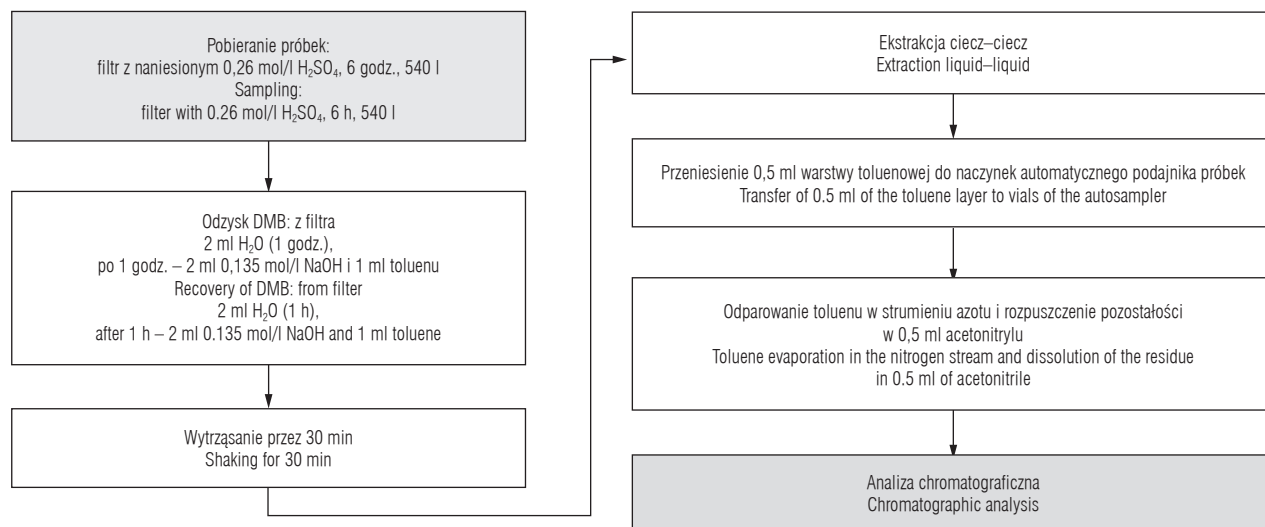 Pobieranie próbek:
filtr z naniesionym 0,26 mol/l H₂SO₄, 6 godz., 540 l
Sampling:
filter with 0.26 mol/l H₂SO₄, 6 h, 540 l
Odzysk DMB: z filtra
2 ml H₂O (1 godz.),
po 1 godz. – 2 ml 0,135 mol/l NaOH i 1 ml toluenu
Recovery of DMB: from filter
2 ml H₂O (1 h),
after 1 h – 2 ml 0.135 mol/l NaOH and 1 ml toluene
Wytrząsanie przez 30 min
Shaking for 30 min
Ekstrakcja ciecz–ciecz
Extraction liquid–liquid
Przeniesienie 0,5 ml warstwy toluenowej do naczynek automatycznego podajnika próbek
Transfer of 0.5 ml of the toluene layer to vials of the autosampler
Odparowanie toluenu w strumieniu azotu i rozpuszczenie pozostałości
w 0,5 ml acetonitrylu
Toluene evaporation in the nitrogen stream and dissolution of the residue
in 0.5 ml of acetonitrile
Analiza chromatograficzna
Chromatographic analysis